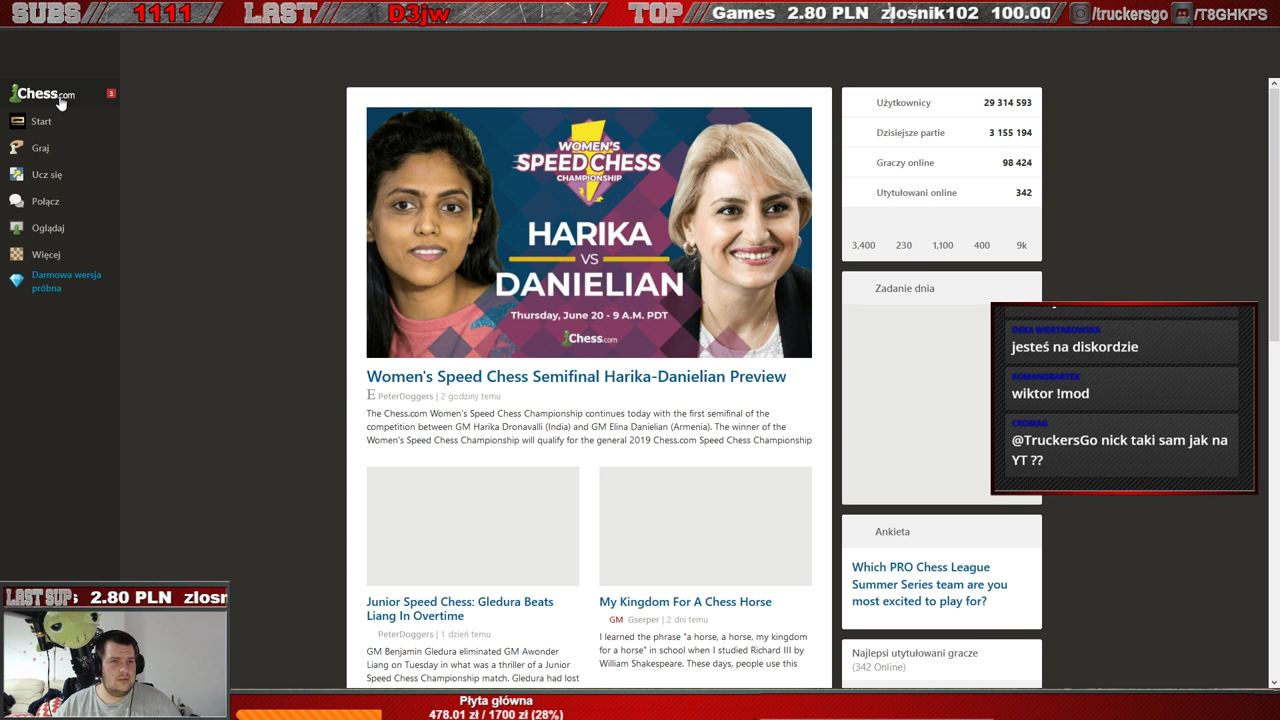 SUBS 1111 LAST D3jw TOP Games 2.80 PLN zlosnik102 100.00 /truckersgo /T8GHKPS
Chess.com 3
Start
Graj
Ucz się
Połącz
Oglądaj
Więcej
Darmowa wersja
próbna
WOMEN'S
SPEED CHESS
CHAMPIONSHIP
HARIKA
VS
DANIELIAN
Thursday, June 20 - 9 A.M. PDT
Chess.com
Women's Speed Chess Semifinal Harika-Danielian Preview
PeterDoggers | 2 godziny temu
The Chess.com Women's Speed Chess Championship continues today with the first semifinal of the
competition between GM Harika Dronavalli (India) and GM Elina Danielian (Armenia). The winner of the
Women's Speed Chess Championship will qualify for the general 2019 Chess.com Speed Chess Championship
Junior Speed Chess: Gledura Beats
Liang In Overtime
PeterDoggers | 1 dzień temu
GM Benjamin Gledura eliminated GM Awonder
Liang on Tuesday in what was a thriller of a Junior
Speed Chess Championship match. Gledura had lost
My Kingdom For A Chess Horse
GM Gserper | 2 dni temu
I learned the phrase "a horse, a horse, my kingdom
for a horse" in school when I studied Richard III by
William Shakespeare. These days, people use this
Użytkownicy 29 314 593
Dzisiejsze partie 3 155 194
Graczy online 98 424
Utytułowani online 342
3,400 230 1,100 400 9k
Zadanie dnia
OSKA WIERTAROWSKA
jesteś na diskordzie
KOMANDBARTEK
wiktor !mod
CROMAG
@TruckersGo nick taki sam jak na
YT ??
Ankieta
Which PRO Chess League
Summer Series team are you
most excited to play for?
Najlepsi utytułowani gracze
(342 Online)
LAST SUP 2.80 PLN zlosr
Płyta główna
478.01 zł / 1700 zł (28%)